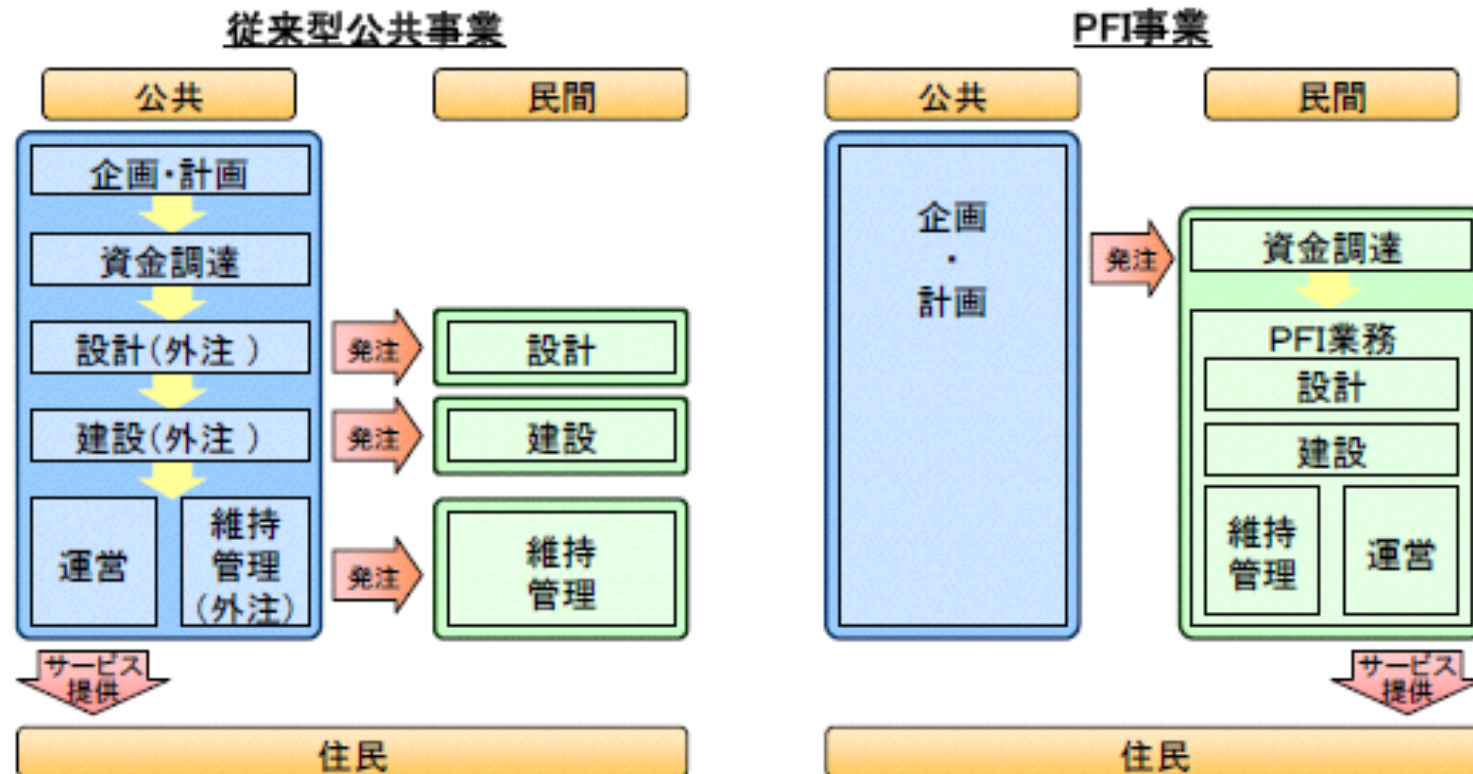 従来型公共事業
公共
民間
企画・計画
資金調達
設計(外注 )
発注
設計
建設(外注 )
発注
建設
運営
維持
管理
(外注)
発注
維持
管理
サービス
提供
住民
PFI事業
公共
民間
企画
・
計画
発注
資金調達
PFI業務
設計
建設
維持
管理
運営
サービス
提供
住民